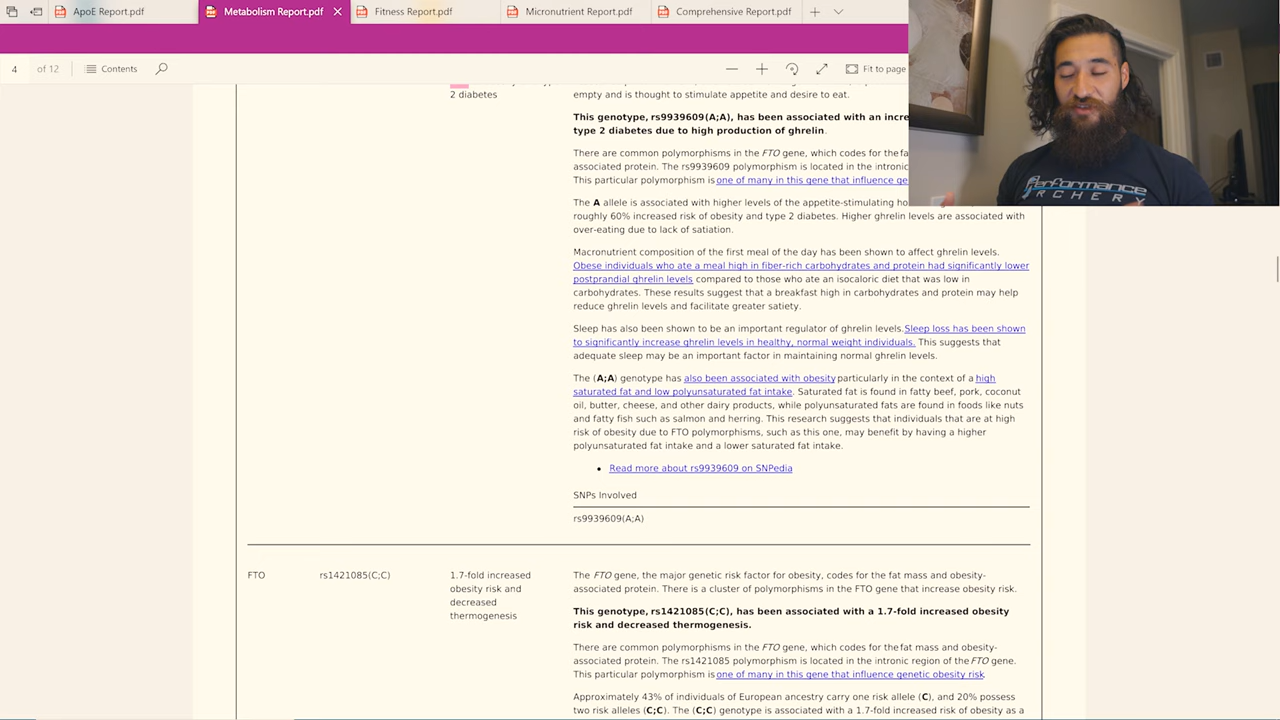 ApoE Report.pdf
Metabolism Report.pdf
Fitness Report.pdf
Micronutrient Report.pdf
Comprehensive Report.pdf
4 of 12
Contents
Fit to page
2 diabetes
empty and is thought to stimulate appetite and desire to eat.
This genotype, rs9939609(A;A), has been associated with an
type 2 diabetes due to high production of ghrelin.
There are common polymorphisms in the FTO gene, which codes for the
associated protein. The rs9939609 polymorphism is located in the intronic
This particular polymorphism is one of many in this gene that influence
The A allele is associated with higher levels of the appetite-stimulating
roughly 60% increased risk of obesity and type 2 diabetes. Higher ghrelin levels are associated with
over-eating due to lack of satiation.
Macronutrient composition of the first meal of the day has been shown to affect ghrelin levels.
Obese individuals who ate a meal high in fiber-rich carbohydrates and protein had significantly lower
postprandial ghrelin levels compared to those who ate an isocaloric diet that was low in
carbohydrates. These results suggest that a breakfast high in carbohydrates and protein may help
reduce ghrelin levels and facilitate greater satiety.
Sleep has also been shown to be an important regulator of ghrelin levels.Sleep loss has been shown
to significantly increase ghrelin levels in healthy, normal weight individuals. This suggests that
adequate sleep may be an important factor in maintaining normal ghrelin levels.
The (A;A) genotype has also been associated with obesity particularly in the context of a high
saturated fat and low polyunsaturated fat intake. Saturated fat is found in fatty beef, pork, coconut
oil, butter, cheese, and other dairy products, while polyunsaturated fats are found in foods like nuts
and fatty fish such as salmon and herring. This research suggests that individuals that are at high
risk of obesity due to FTO polymorphisms, such as this one, may benefit by having a higher
polyunsaturated fat intake and a lower saturated fat intake.
• Read more about rs9939609 on SNPedia
SNPs Involved
rs9939609(A;A)
FTO
rs1421085(C;C)
1.7-fold increased
obesity risk and
decreased
thermogenesis
The FTO gene, the major genetic risk factor for obesity, codes for the fat mass and obesity-
associated protein. There is a cluster of polymorphisms in the FTO gene that increase obesity risk.
This genotype, rs1421085(C;C), has been associated with a 1.7-fold increased obesity
risk and decreased thermogenesis.
There are common polymorphisms in the FTO gene, which codes for the fat mass and obesity-
associated protein. The rs1421085 polymorphism is located in the intronic region of the FTO gene.
This particular polymorphism is one of many in this gene that influence genetic obesity risk.
Approximately 43% of individuals of European ancestry carry one risk allele (C), and 20% possess
two risk alleles (C;C). The (C;C) genotype is associated with a 1.7-fold increased risk of obesity as a
Performance
ARCHERY